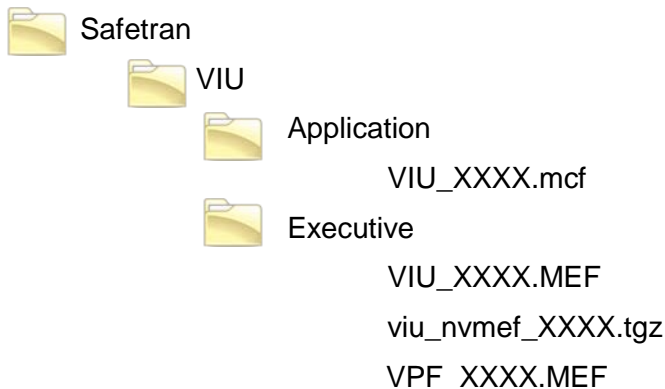 Safetran
VIU
Application
VIU_XXXX.mcf
Executive
VIU_XXXX.MEF
viu_nvmef_XXXX.tgz
VPF_XXXX.MEF